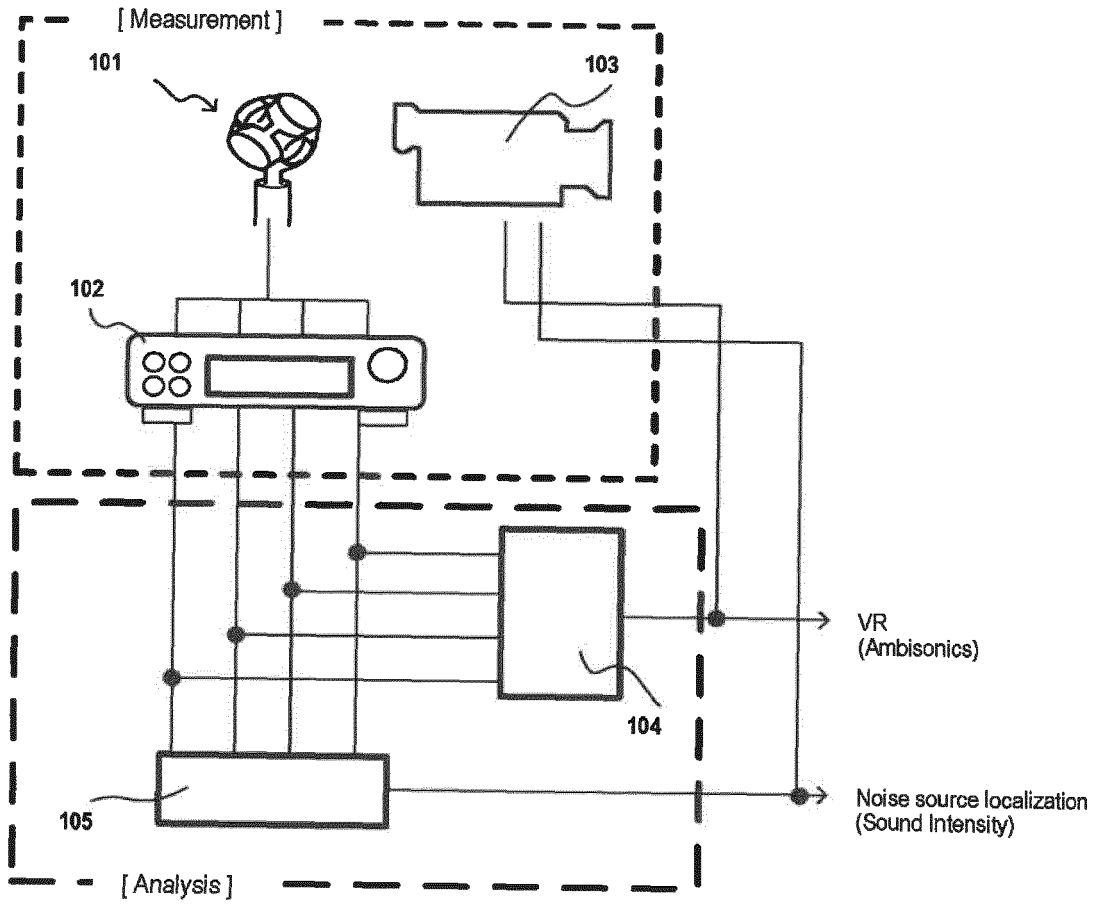 [ Measurement ]
101
103
102
VR
(Ambisonics)
104
Noise source localization
(Sound Intensity)
105
[ Analysis ]